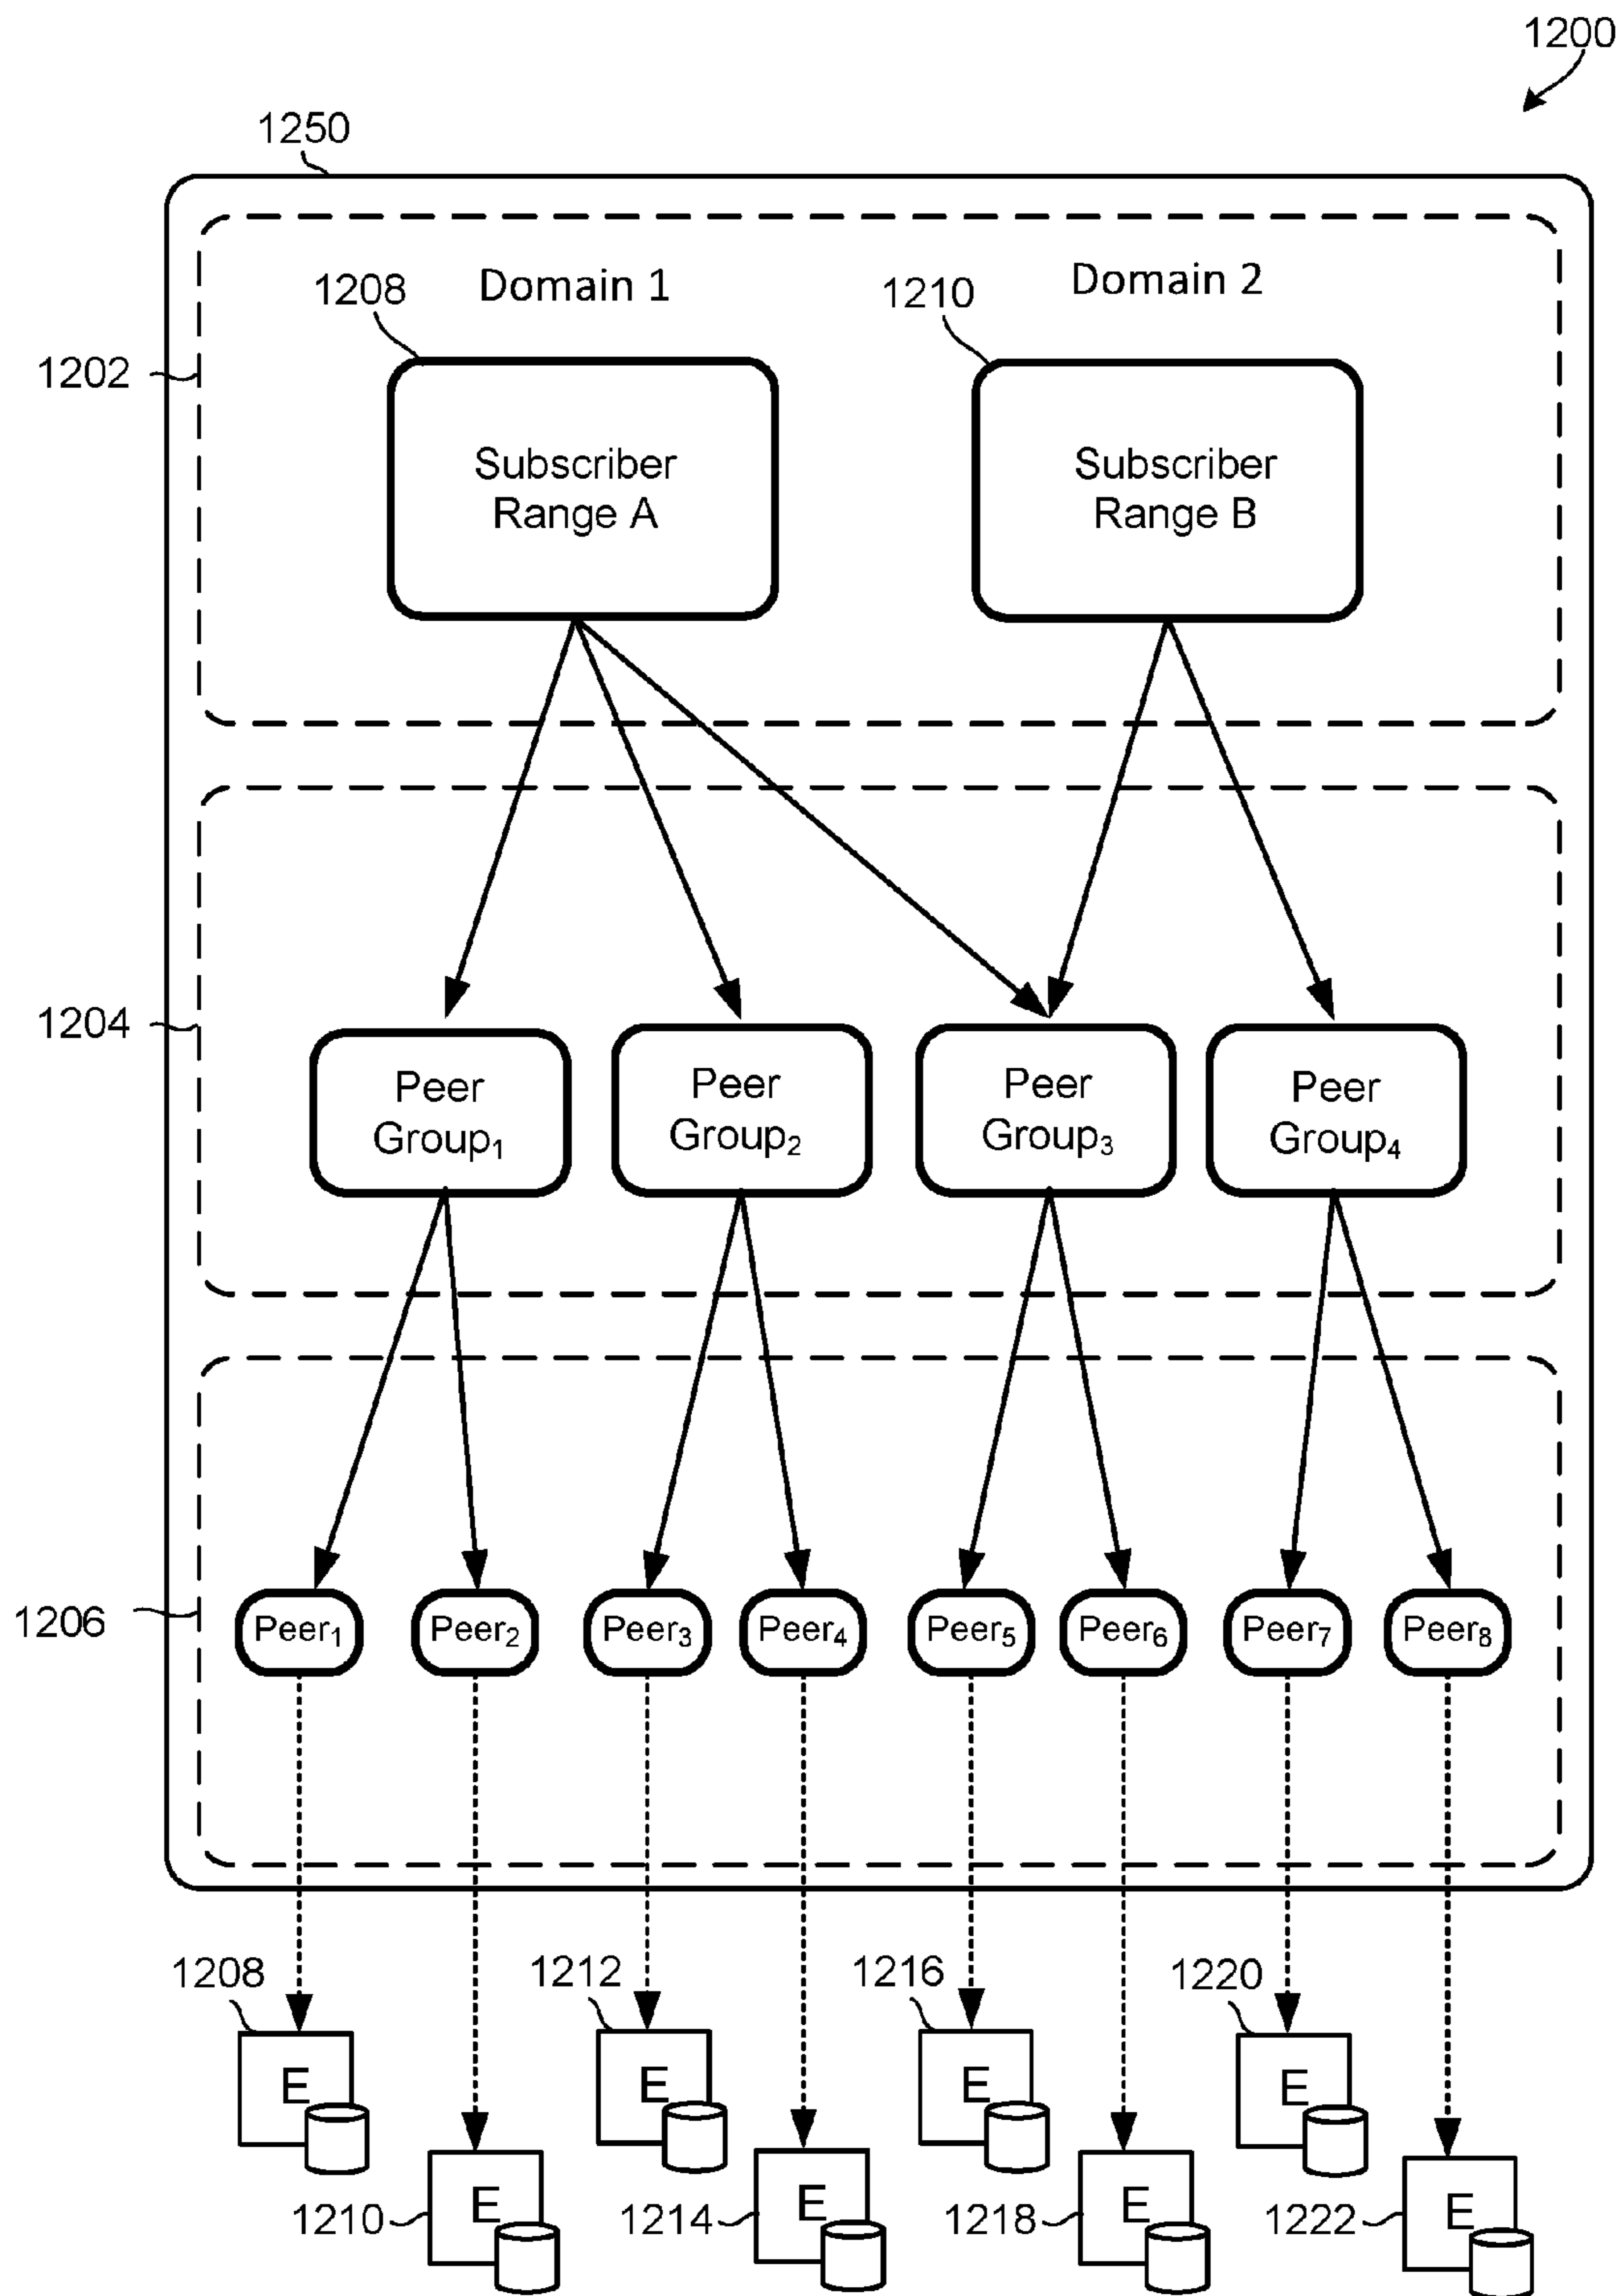 1200
1250
1208
Domain 1
1210
Domain 2
1202
Subscriber
Range A
Subscriber
Range B
1204
Peer
Group₁
Peer
Group₂
Peer
Group₃
Peer
Group₄
1206
Peer₁
Peer₂
Peer₃
Peer₄
Peer₅
Peer₆
Peer₇
Peer₈
1208
1212
1216
1220
E
E
E
E
1210
E
1214
E
1218
E
1222
E